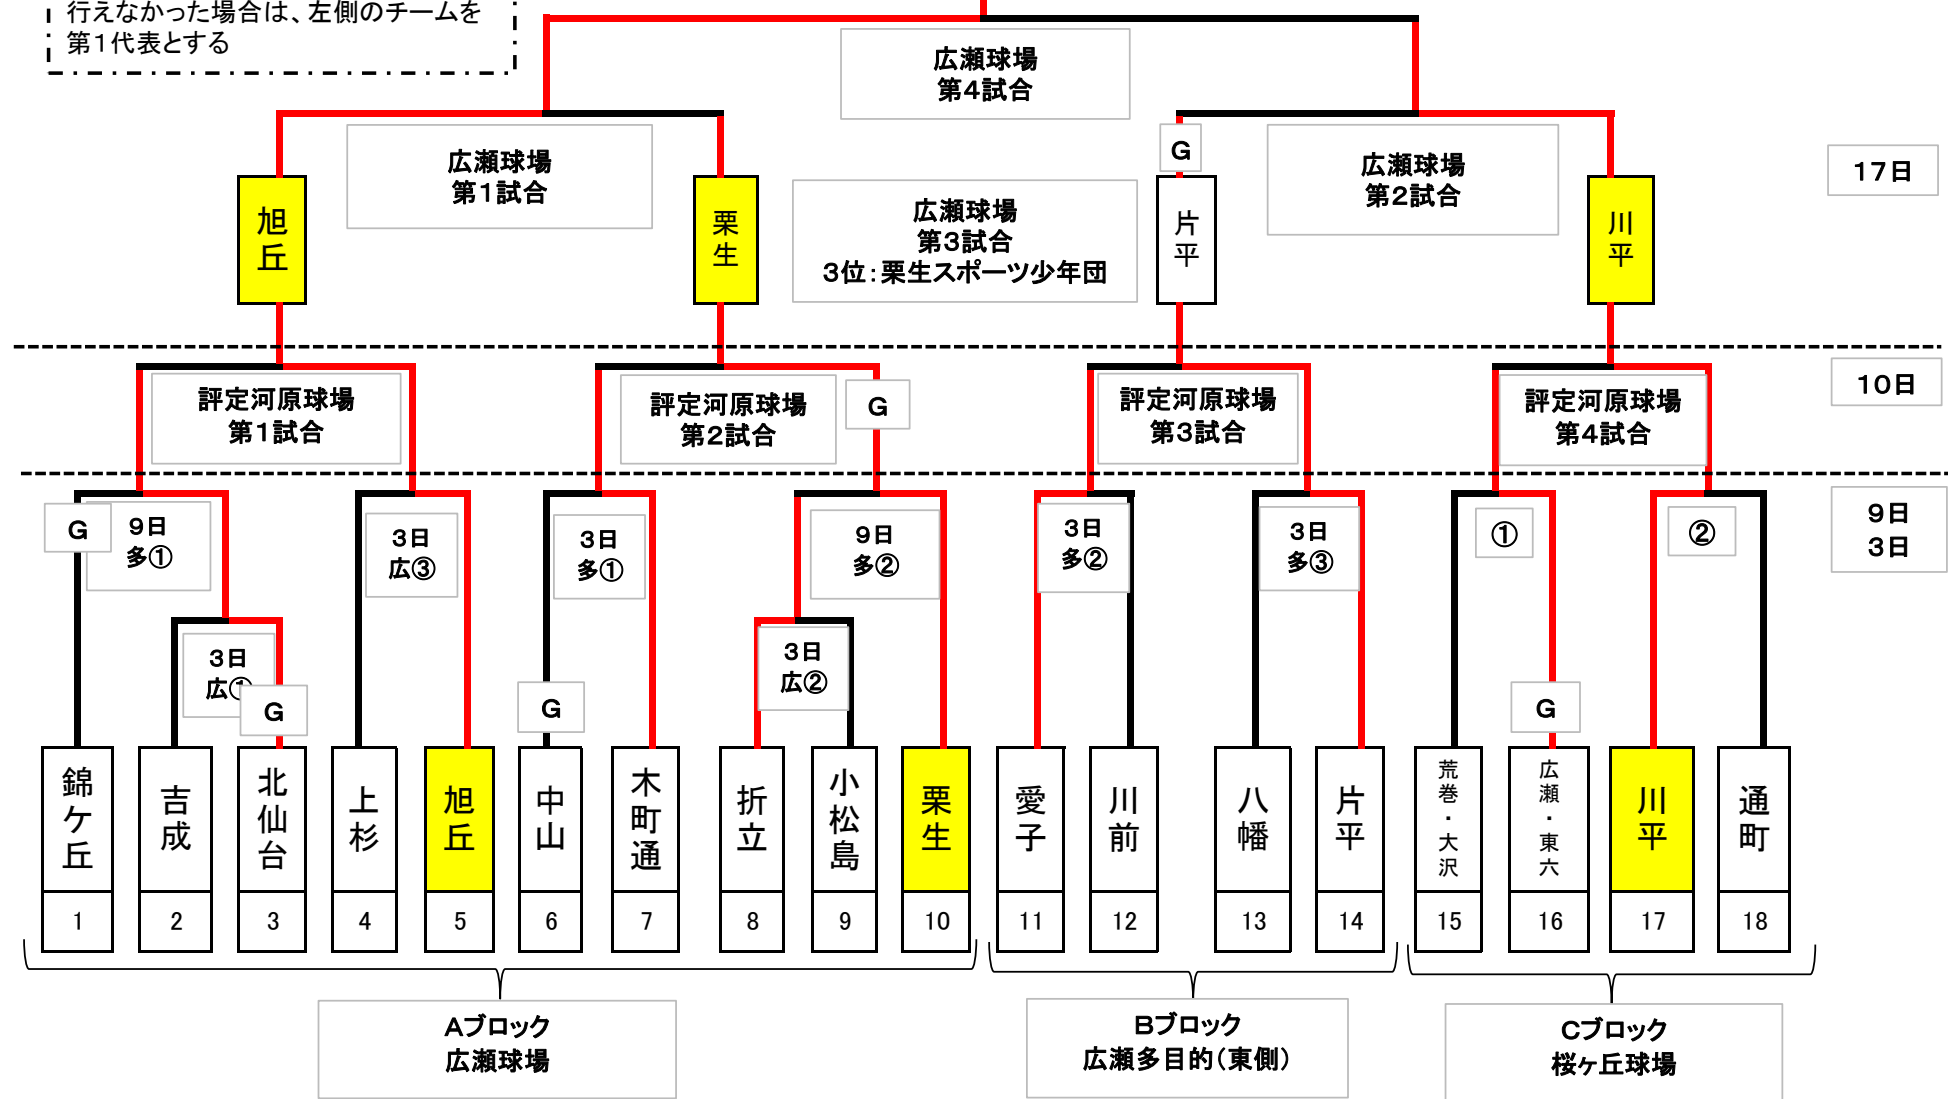 行えなかった場合は、左側のチームを
第1代表とする
広瀬球場
第4試合
広瀬球場
第1試合
G
広瀬球場
第2試合
17日
旭丘
栗生
広瀬球場
第3試合
3位：栗生スポーツ少年団
片平
川平
評定河原球場
第1試合
評定河原球場
第2試合
G
評定河原球場
第3試合
評定河原球場
第4試合
10日
G
9日
多①
3日
広③
3日
多①
9日
多②
3日
多②
3日
多③
①
②
9日
3日
3日
広①
G
G
3日
広②
G
錦ケ丘
吉成
北仙台
上杉
旭丘
中山
木町通
折立
小松島
栗生
愛子
川前
八幡
片平
荒巻・大沢
広瀬・東六
川平
通町
1
2
3
4
5
6
7
8
9
10
11
12
13
14
15
16
17
18
Aブロック
広瀬球場
Bブロック
広瀬多目的（東側）
Cブロック
桜ヶ丘球場